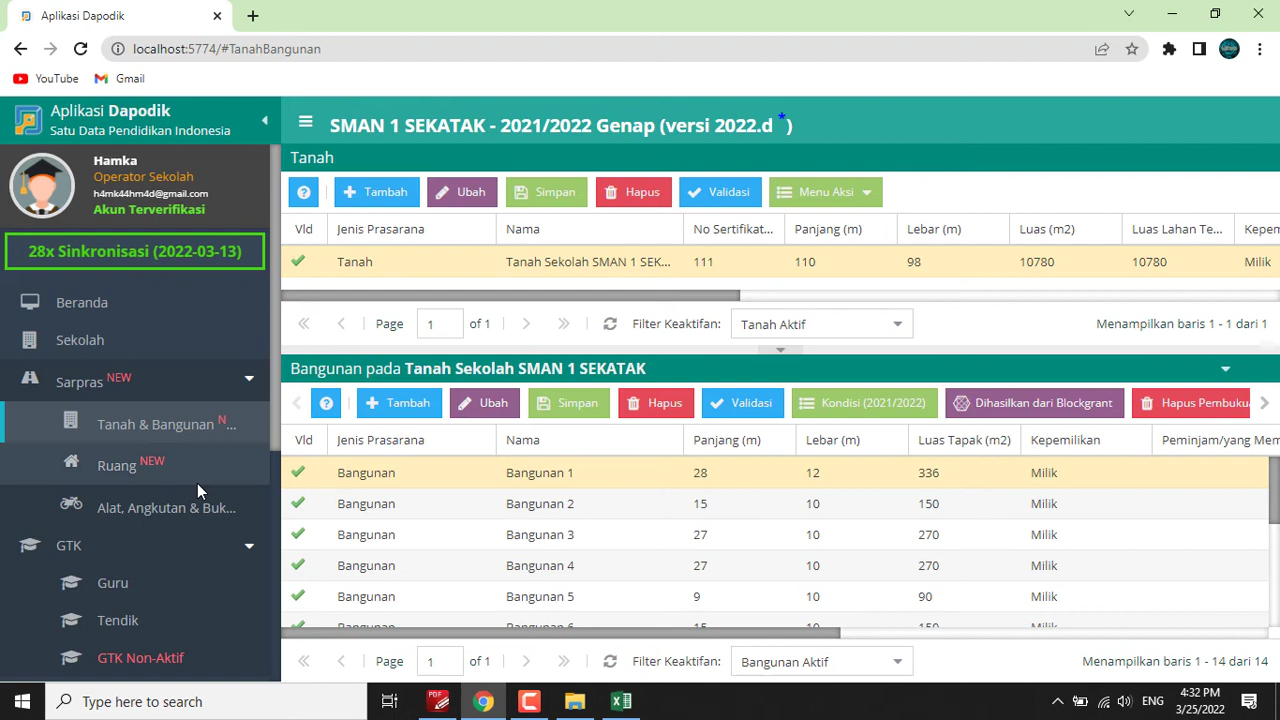 Aplikasi Dapodik
localhost:5774/#TanahBangunan
YouTube
Gmail
Aplikasi Dapodik
Satu Data Pendidikan Indonesia
SMAN 1 SEKATAK - 2021/2022 Genap (versi 2022.d *)
Hamka
Operator Sekolah
h4mk44hm4d@gmail.com
Akun Terverifikasi
28x Sinkronisasi (2022-03-13)
Beranda
Sekolah
Sarpras NEW
Tanah & Bangunan N...
Ruang NEW
Alat, Angkutan & Buk...
GTK
Guru
Tendik
GTK Non-Aktif
Tanah
Tambah Ubah Simpan Hapus Validasi Menu Aksi
Vld Jenis Prasarana Nama No Sertifikat... Panjang (m) Lebar (m) Luas (m2) Luas Lahan Te... Kepem
Tanah Tanah Sekolah SMAN 1 SEK... 111 110 98 10780 10780 Milik
Page 1 of 1 Filter Keaktifan: Tanah Aktif Menampilkan baris 1 - 1 dari 1
Bangunan pada Tanah Sekolah SMAN 1 SEKATAK
Tambah Ubah Simpan Hapus Validasi Kondisi (2021/2022) Dihasilkan dari Blockgrant Hapus Pembuku
Vld Jenis Prasarana Nama Panjang (m) Lebar (m) Luas Tapak (m2) Kepemilikan Peminjam/yang Mem
Bangunan Bangunan 1 28 12 336 Milik
Bangunan Bangunan 2 15 10 150 Milik
Bangunan Bangunan 3 27 10 270 Milik
Bangunan Bangunan 4 27 10 270 Milik
Bangunan Bangunan 5 9 10 90 Milik
Bangunan Bangunan 6 15 10 150 Milik
Page 1 of 1 Filter Keaktifan: Bangunan Aktif Menampilkan baris 1 - 14 dari 14
Type here to search
PDF
ENG
4:32 PM
3/25/2022